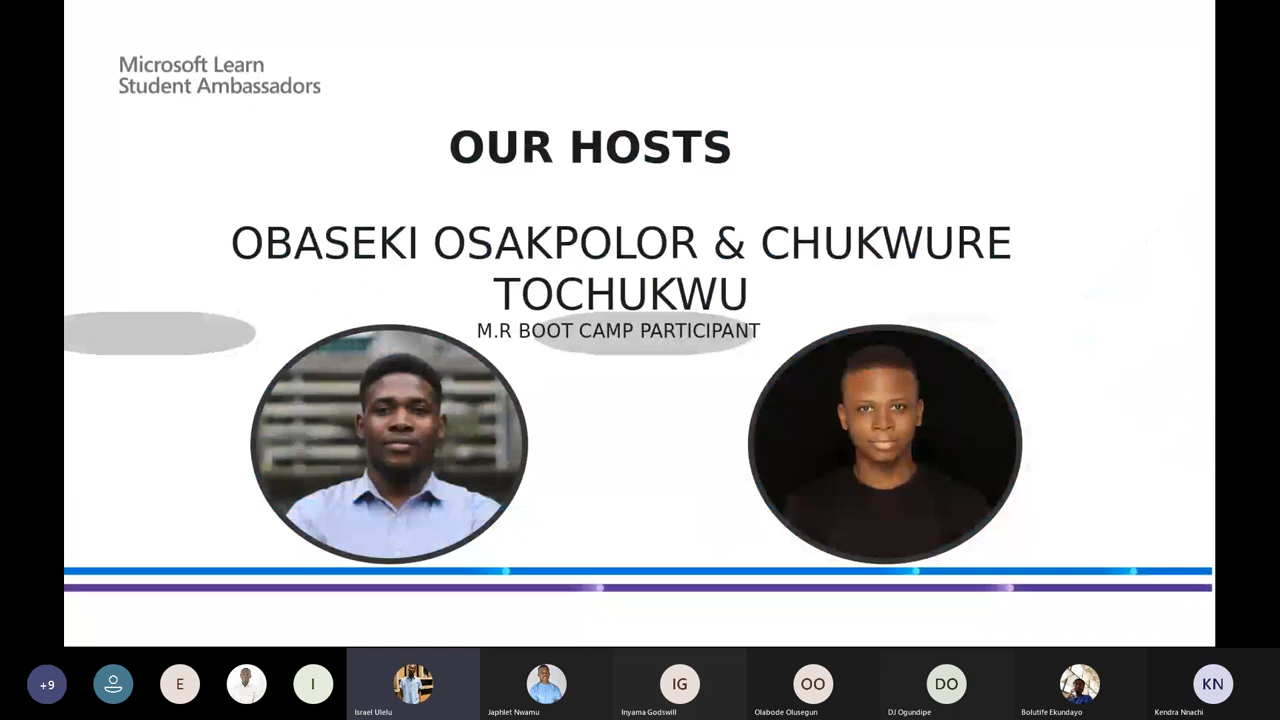 Microsoft Learn
Student Ambassadors
OUR HOSTS
OBASEKI OSAKPOLOR & CHUKWURE
TOCHUKWU
M.R BOOT CAMP PARTICIPANT
+9
E
I
IG
OO
DO
KN
Israel Ulelu
Japhlet Nwamu
Inyama Godswill
Olabode Olusegun
DJ Ogundipe
Bolutife Ekundayo
Kendra Nnachi